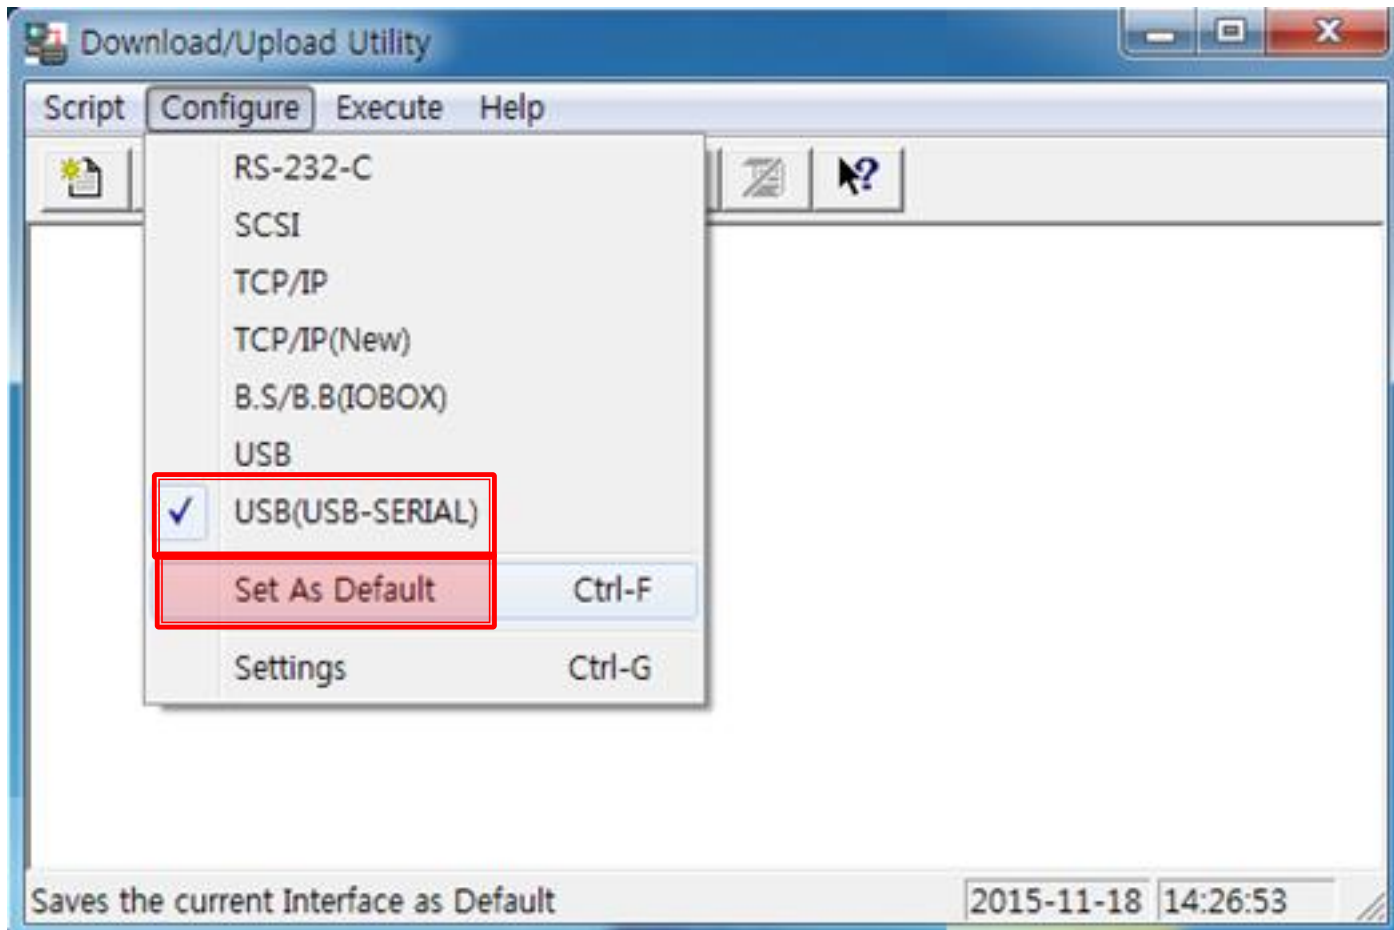 Download/Upload Utility
Script Configure Execute Help
RS-232-C
SCSI
TCP/IP
TCP/IP(New)
B.S/B.B(IOBOX)
USB
USB(USB-SERIAL)
Set As Default Ctrl-F
Settings Ctrl-G
Saves the current Interface as Default 2015-11-18 14:26:53